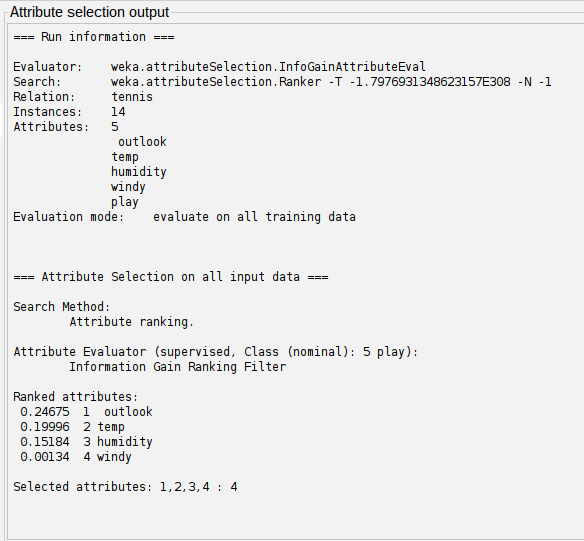 Attribute selection output
=== Run information ===
Evaluator: weka.attributeSelection.InfoGainAttributeEval
Search: weka.attributeSelection.Ranker -T -1.7976931348623157E308 -N -1
Relation: tennis
Instances: 14
Attributes: 5
outlook
temp
humidity
windy
play
Evaluation mode: evaluate on all training data
=== Attribute Selection on all input data ===
Search Method:
Attribute ranking.
Attribute Evaluator (supervised, Class (nominal): 5 play):
Information Gain Ranking Filter
Ranked attributes:
0.24675 1 outlook
0.19996 2 temp
0.15184 3 humidity
0.00134 4 windy
Selected attributes: 1,2,3,4 : 4